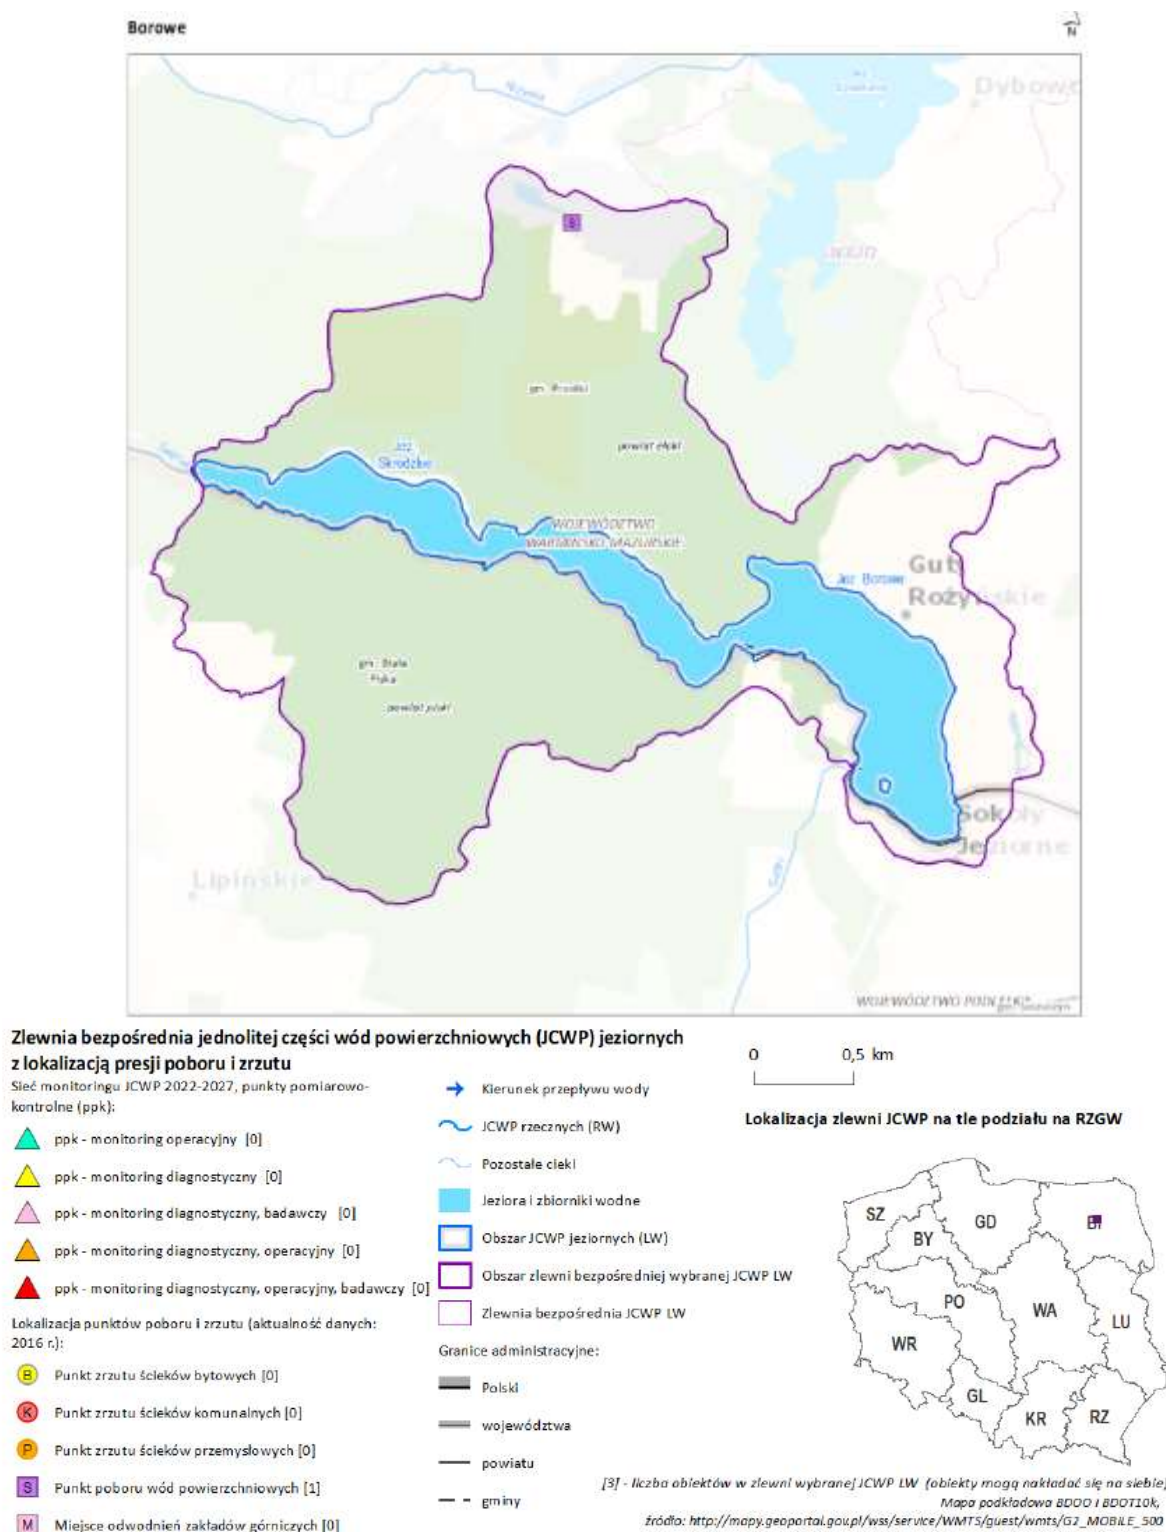 Borowe
N
Dybowo
S
gm. Prostki
powiat ełcki
Jez.
Skrodzkie
WOJEWÓDZTWO
WARMIŃSKO-MAZURSKIE
Jez. Borowe
Guty
Rożyńskie
gm. Biała
Piska
powiat piski
Sokoły
Jeziorne
Lipińskie
WOJEWÓDZTWO PODLASKIE
Zlewnia bezpośrednia jednolitej części wód powierzchniowych (JCWP) jeziornych
z lokalizacją presji poboru i zrzutu
Sieć monitoringu JCWP 2022-2027, punkty pomiarowo-
kontrolne (ppk):
ppk - monitoring operacyjny [0]
ppk - monitoring diagnostyczny [0]
ppk - monitoring diagnostyczny, badawczy [0]
ppk - monitoring diagnostyczny, operacyjny [0]
ppk - monitoring diagnostyczny, operacyjny, badawczy [0]
Lokalizacja punktów poboru i zrzutu (aktualność danych:
2016 r.):
B Punkt zrzutu ścieków bytowych [0]
K Punkt zrzutu ścieków komunalnych [0]
P Punkt zrzutu ścieków przemysłowych [0]
S Punkt poboru wód powierzchniowych [1]
M Miejsce odwodnień zakładów górniczych [0]
Kierunek przepływu wody
JCWP rzecznych (RW)
Pozostałe cieki
Jeziora i zbiorniki wodne
Obszar JCWP jeziornych (LW)
Obszar zlewni bezpośredniej wybranej JCWP LW
Zlewnia bezpośrednia JCWP LW
Granice administracyjne:
Polski
województwa
powiatu
gminy
0 0,5 km
Lokalizacja zlewni JCWP na tle podziału na RZGW
SZ
GD
BY
PO
WA
LU
WR
GL
KR
RZ
[3] - liczba obiektów w zlewni wybranej JCWP LW (obiekty mogą nakładać się na siebie)
Mapa podkładowa BDOO i BDOT10k,
źródło: http://mapy.geoportal.gov.pl/wss/service/WMTS/guest/wmts/G2_MOBILE_500